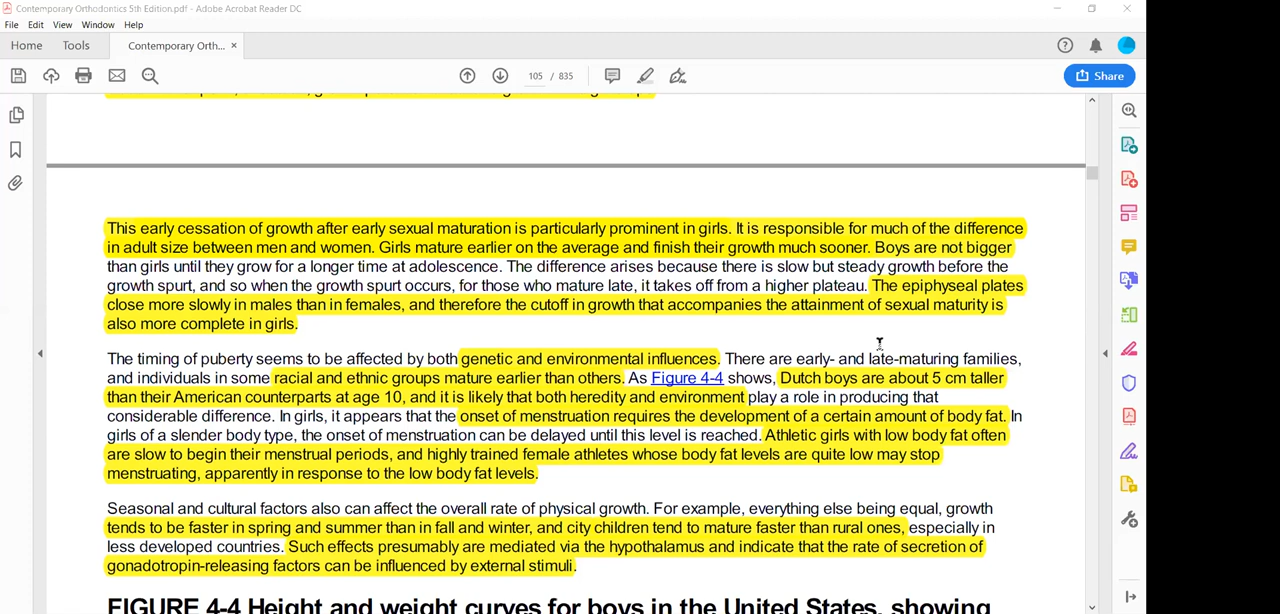 Contemporary Orthodontics 5th Edition.pdf - Adobe Acrobat Reader DC
File Edit View Window Help
Home Tools Contemporary Orth... ×
105 / 835
Share
This early cessation of growth after early sexual maturation is particularly prominent in girls. It is responsible for much of the difference
in adult size between men and women. Girls mature earlier on the average and finish their growth much sooner. Boys are not bigger
than girls until they grow for a longer time at adolescence. The difference arises because there is slow but steady growth before the
growth spurt, and so when the growth spurt occurs, for those who mature late, it takes off from a higher plateau. The epiphyseal plates
close more slowly in males than in females, and therefore the cutoff in growth that accompanies the attainment of sexual maturity is
also more complete in girls.
The timing of puberty seems to be affected by both genetic and environmental influences. There are early- and late-maturing families,
and individuals in some racial and ethnic groups mature earlier than others. As Figure 4-4 shows, Dutch boys are about 5 cm taller
than their American counterparts at age 10, and it is likely that both heredity and environment play a role in producing that
considerable difference. In girls, it appears that the onset of menstruation requires the development of a certain amount of body fat. In
girls of a slender body type, the onset of menstruation can be delayed until this level is reached. Athletic girls with low body fat often
are slow to begin their menstrual periods, and highly trained female athletes whose body fat levels are quite low may stop
menstruating, apparently in response to the low body fat levels.
Seasonal and cultural factors also can affect the overall rate of physical growth. For example, everything else being equal, growth
tends to be faster in spring and summer than in fall and winter, and city children tend to mature faster than rural ones, especially in
less developed countries. Such effects presumably are mediated via the hypothalamus and indicate that the rate of secretion of
gonadotropin-releasing factors can be influenced by external stimuli.
FIGURE 4-4 Height and weight curves for boys in the United States, showing